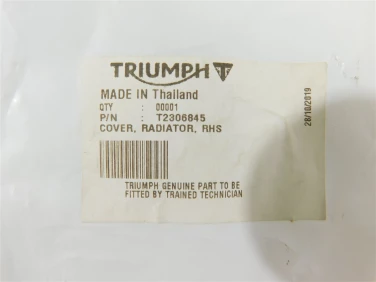 TRIUMPH
MADE IN Thailand
QTY : 00001
P/N : T2306845
COVER, RADIATOR, RHS
TRIUMPH GENUINE PART TO BE
FITTED BY TRAINED TECHNICIAN
28/10/2019